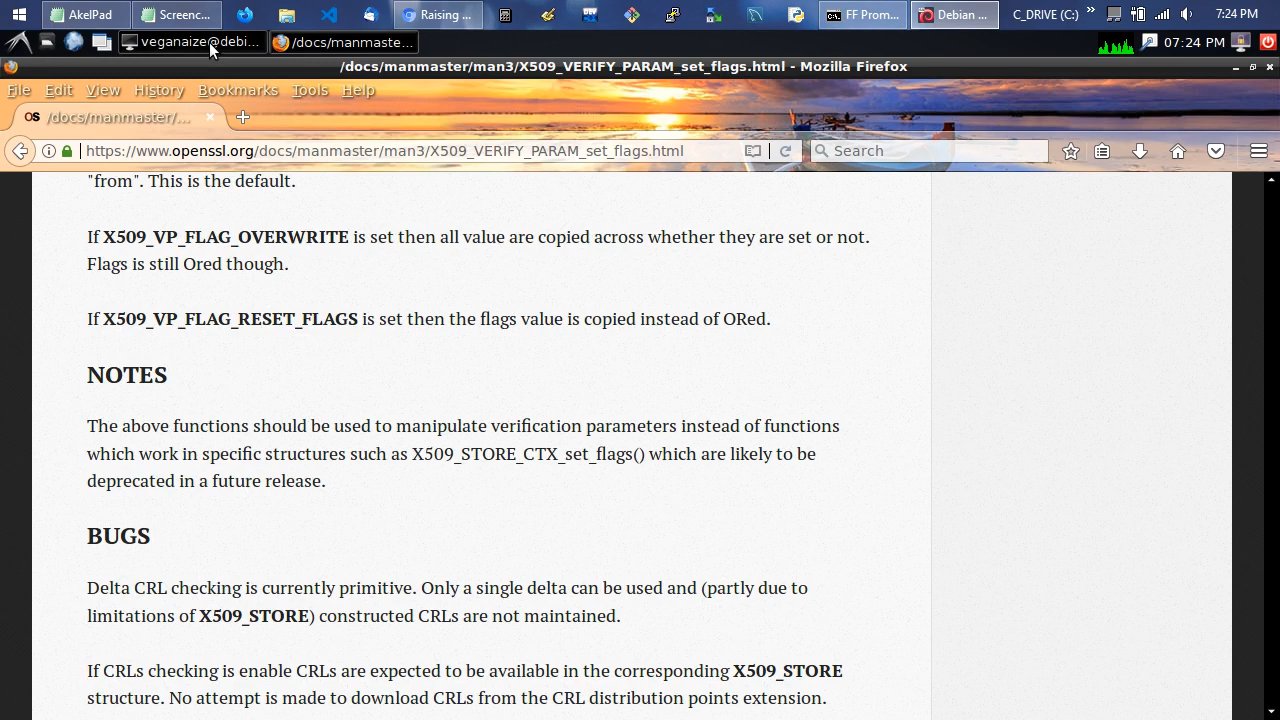 AkelPad
Screenc...
Raising ...
FF Prom...
Debian ...
C_DRIVE (C:)
7:24 PM
veganaize@debi...
/docs/manmaste...
07:24 PM
/docs/manmaster/man3/X509_VERIFY_PARAM_set_flags.html - Mozilla Firefox
File Edit View History Bookmarks Tools Help
OS /docs/manmaster/...
https://www.openssl.org/docs/manmaster/man3/X509_VERIFY_PARAM_set_flags.html
Search
"from". This is the default.
If X509_VP_FLAG_OVERWRITE is set then all value are copied across whether they are set or not.
Flags is still Ored though.
If X509_VP_FLAG_RESET_FLAGS is set then the flags value is copied instead of ORed.
NOTES
The above functions should be used to manipulate verification parameters instead of functions
which work in specific structures such as X509_STORE_CTX_set_flags() which are likely to be
deprecated in a future release.
BUGS
Delta CRL checking is currently primitive. Only a single delta can be used and (partly due to
limitations of X509_STORE) constructed CRLs are not maintained.
If CRLs checking is enable CRLs are expected to be available in the corresponding X509_STORE
structure. No attempt is made to download CRLs from the CRL distribution points extension.